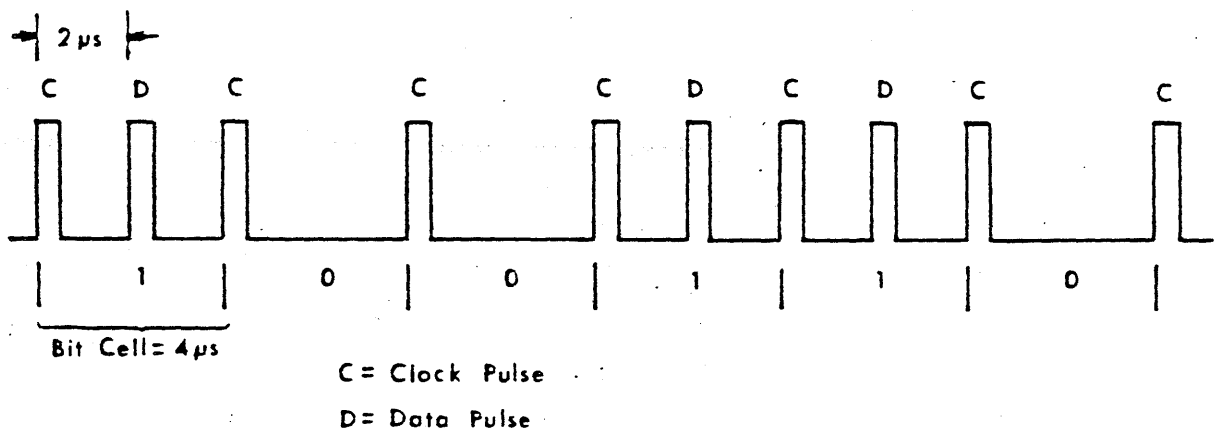 2 µs
C D C C C D C D C C
1 0 0 1 1 0
Bit Cell = 4 µs
C = Clock Pulse
D = Data Pulse